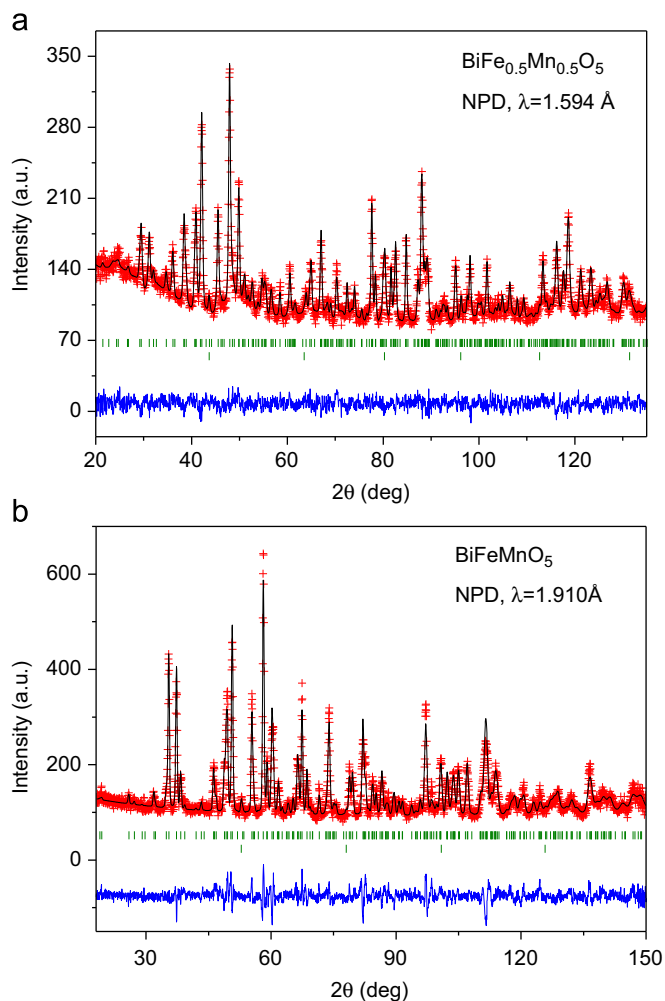 a
350
280
210
140
70
0
Intensity (a.u.)
BiFe₀.₅Mn₀.₅O₅
NPD, λ=1.594 Å
20 40 60 80 100 120
2θ (deg)
b
600
400
200
0
Intensity (a.u.)
BiFeMnO₅
NPD, λ=1.910Å
30 60 90 120 150
2θ (deg)